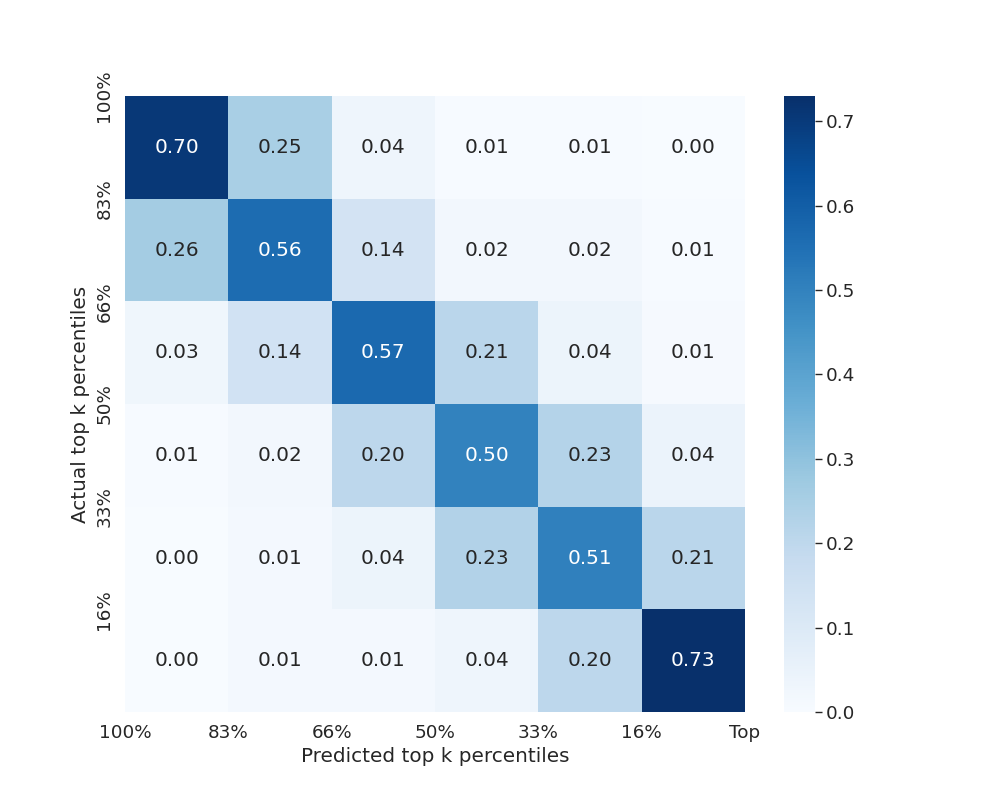 100%
0.70 0.25 0.04 0.01 0.01 0.00
83%
0.26 0.56 0.14 0.02 0.02 0.01
66%
0.03 0.14 0.57 0.21 0.04 0.01
50%
0.01 0.02 0.20 0.50 0.23 0.04
33%
0.00 0.01 0.04 0.23 0.51 0.21
16%
0.00 0.01 0.01 0.04 0.20 0.73
Actual top k percentiles
100% 83% 66% 50% 33% 16% Top
Predicted top k percentiles
0.7
0.6
0.5
0.4
0.3
0.2
0.1
0.0